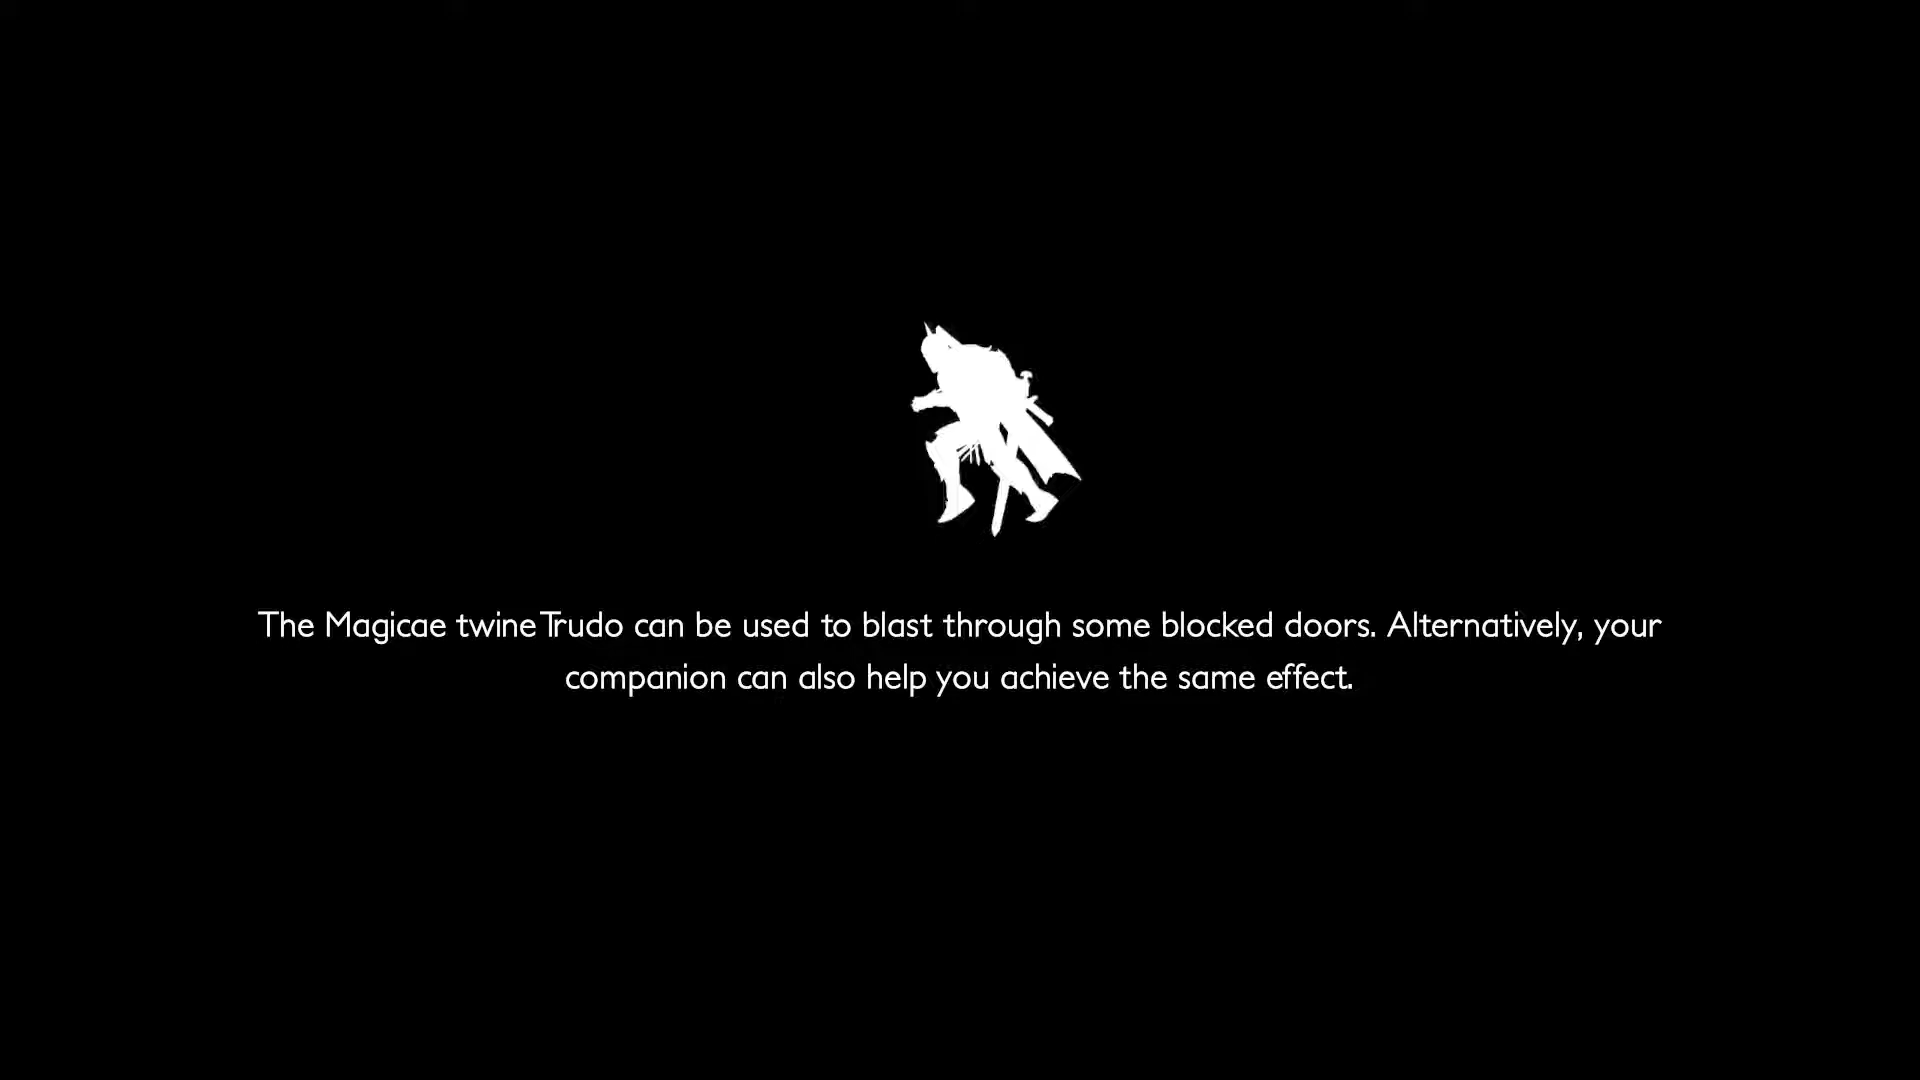 The Magicae twine Trudo can be used to blast through some blocked doors. Alternatively, your
companion can also help you achieve the same effect.